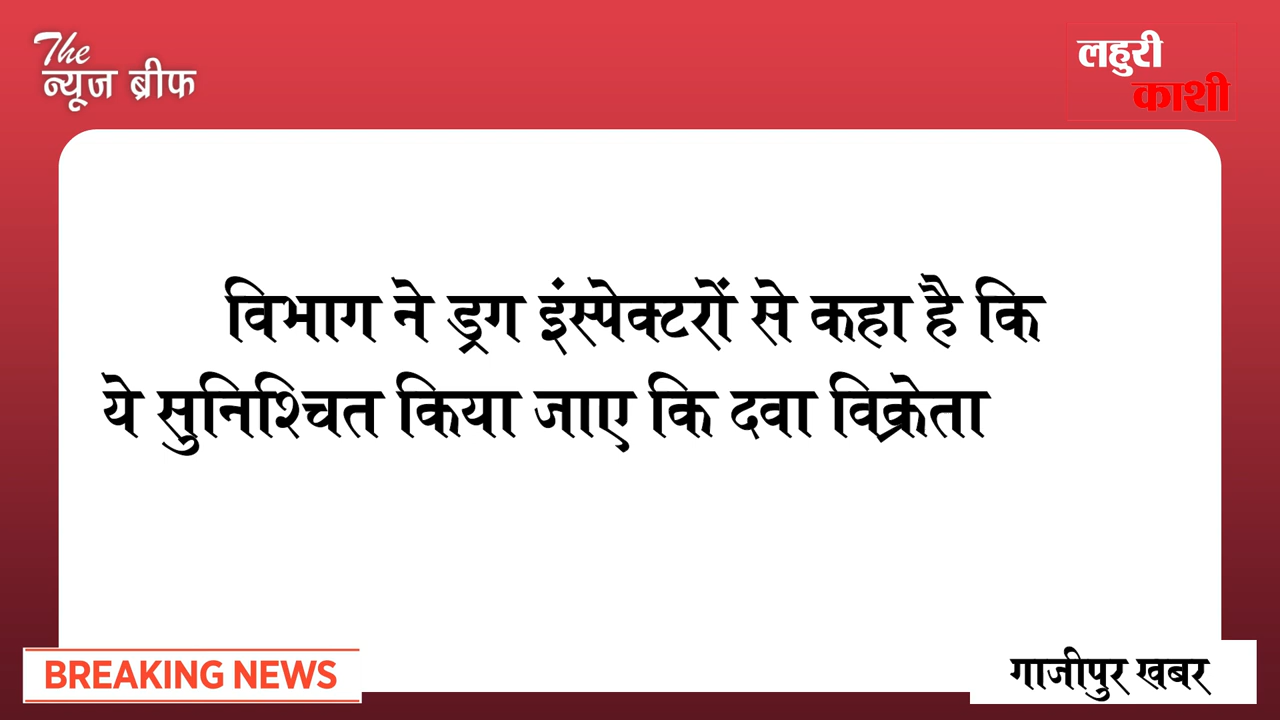 The
न्यूज ब्रीफ
लहुरी
काशी
विभाग ने ड्रग इंस्पेक्टरों से कहा है कि
ये सुनिश्चित किया जाए कि दवा विक्रेता
BREAKING NEWS
गाजीपुर खबर